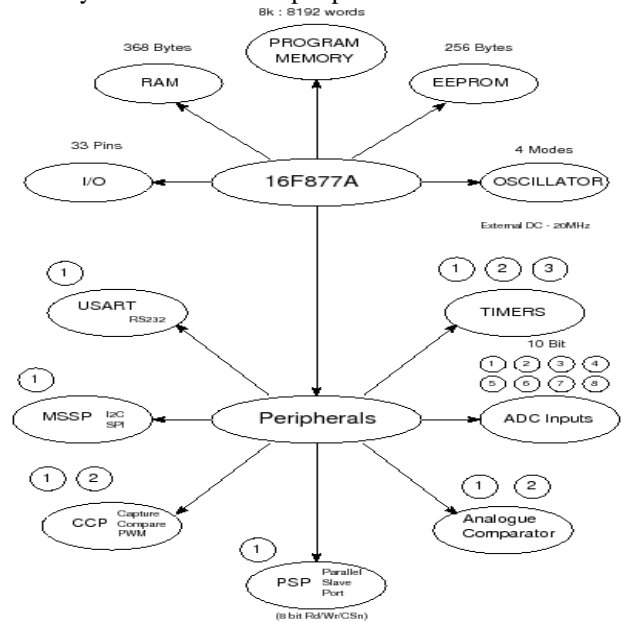 8k : 8192 words
PROGRAM
MEMORY
368 Bytes
RAM
256 Bytes
EEPROM
33 Pins
I/O
16F877A
4 Modes
OSCILLATOR
External DC - 20MHz
1
USART
RS232
1 2 3
TIMERS
10 Bit
1 2 3 4
5 6 7 8
ADC Inputs
1
MSSP
I2C
SPI
Peripherals
1 2
CCP
Capture
Compare
PWM
1 2
Analogue
Comparator
1
PSP
Parallel
Slave
Port
(8 bit Rd/Wr/CSn)